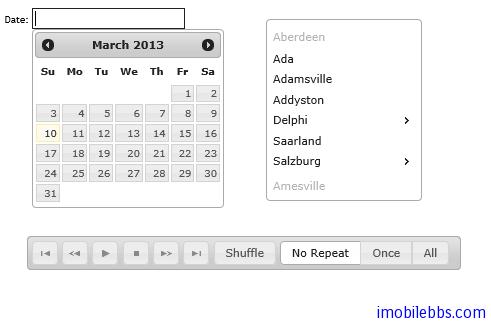 Date:
March 2013
Su Mo Tu We Th Fr Sa
1 2
3 4 5 6 7 8 9
10 11 12 13 14 15 16
17 18 19 20 21 22 23
24 25 26 27 28 29 30
31
Aberdeen
Ada
Adamsville
Addyston
Delphi
Saarland
Salzburg
Amesville
Shuffle No Repeat Once All
imobilebbs.com